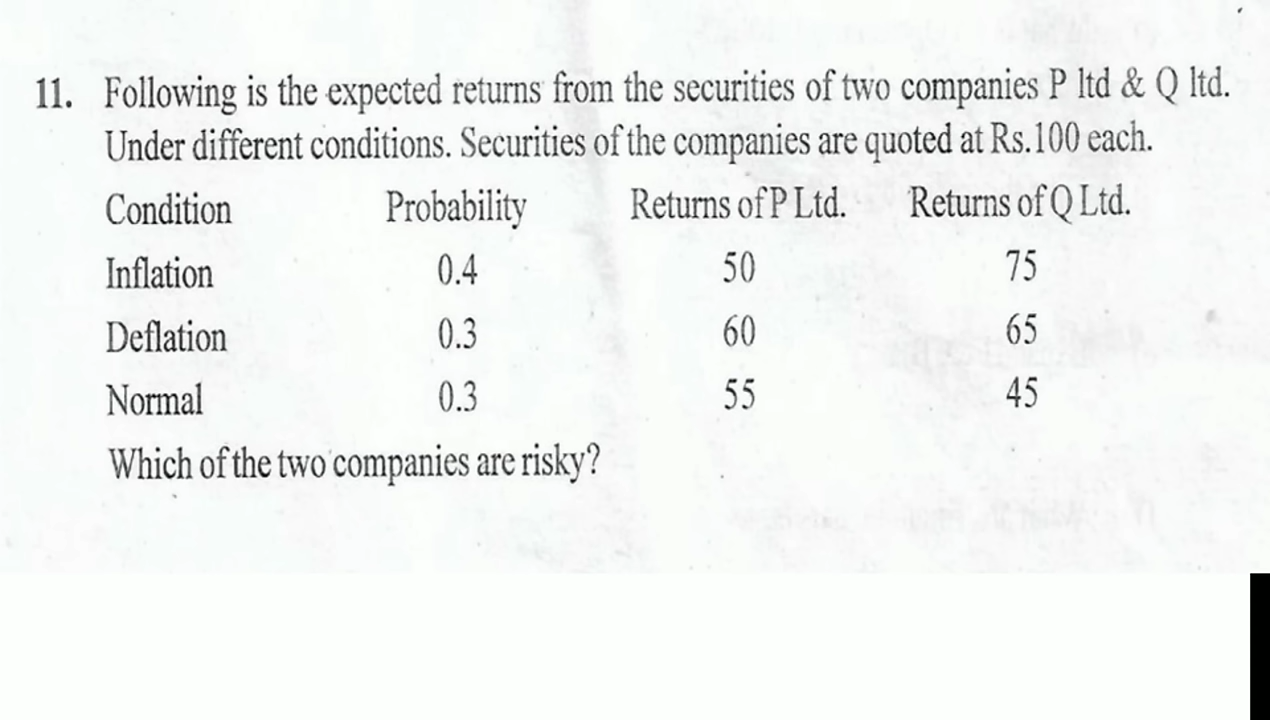 11. Following is the expected returns from the securities of two companies P ltd & Q ltd.
Under different conditions. Securities of the companies are quoted at Rs.100 each.
Condition Probability Returns of P Ltd. Returns of Q Ltd.
Inflation 0.4 50 75
Deflation 0.3 60 65
Normal 0.3 55 45
Which of the two companies are risky?